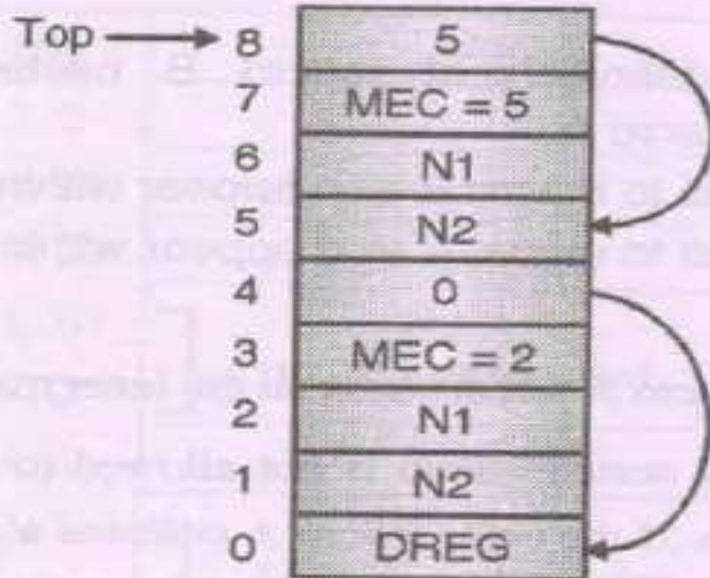 Top 8 5
7 MEC = 5
6 N1
5 N2
4 0
3 MEC = 2
2 N1
1 N2
0 DREG